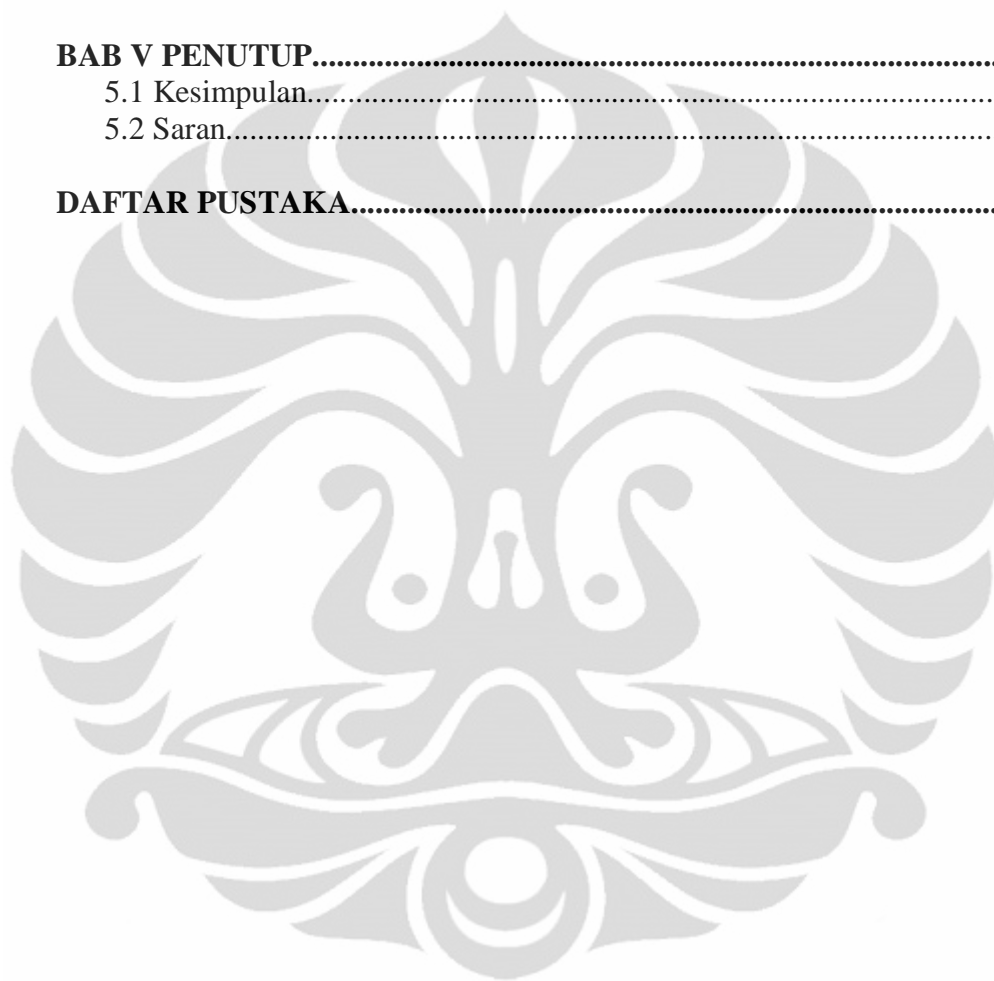 BAB V PENUTUP....................................................................................
5.1 Kesimpulan.....................................................................................
5.2 Saran............................................................................................
DAFTAR PUSTAKA................................................................................